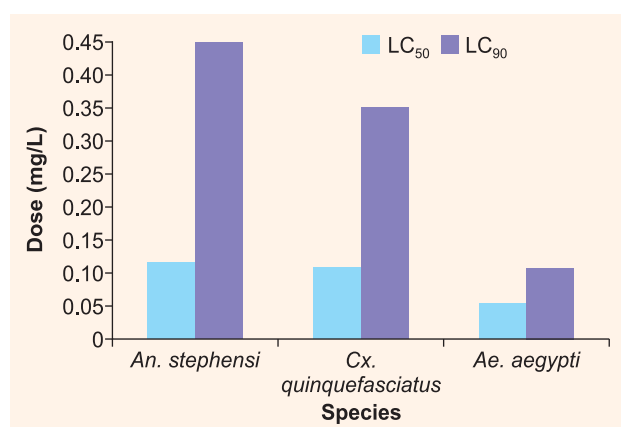 0.45
0.40
0.35
0.30
0.25
0.20
0.15
0.10
0.05
0
Dose (mg/L)
LC50 LC90
An. stephensi
Cx.
quinquefasciatus
Ae. aegypti
Species